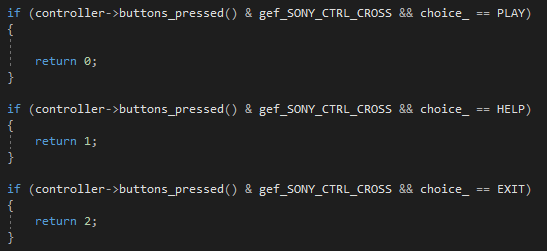 if (controller->buttons_pressed() & gef_SONY_CTRL_CROSS && choice_ == PLAY)
{
return 0;
}
if (controller->buttons_pressed() & gef_SONY_CTRL_CROSS && choice_ == HELP)
{
return 1;
}
if (controller->buttons_pressed() & gef_SONY_CTRL_CROSS && choice_ == EXIT)
{
return 2;
}